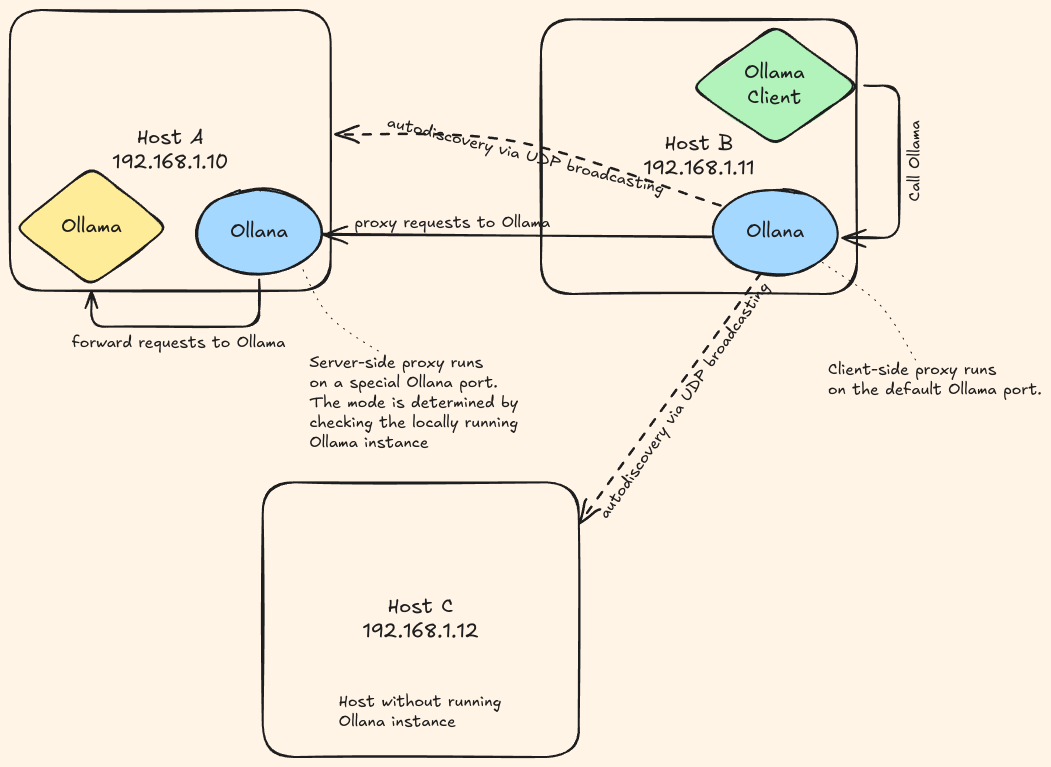 Host A
192.168.1.10
Ollama
Ollana
forward requests to Ollama
Server-side proxy runs
on a special Ollana port.
The mode is determined by
checking the locally running
Ollama instance
autodiscovery via UDP broadcasting
proxy requests to Ollama
Ollama
Client
Host B
192.168.1.11
Ollana
Call Ollama
Client-side proxy runs
on the default Ollama port.
autodiscovery via UDP broadcasting
Host C
192.168.1.12
Host without running
Ollana instance